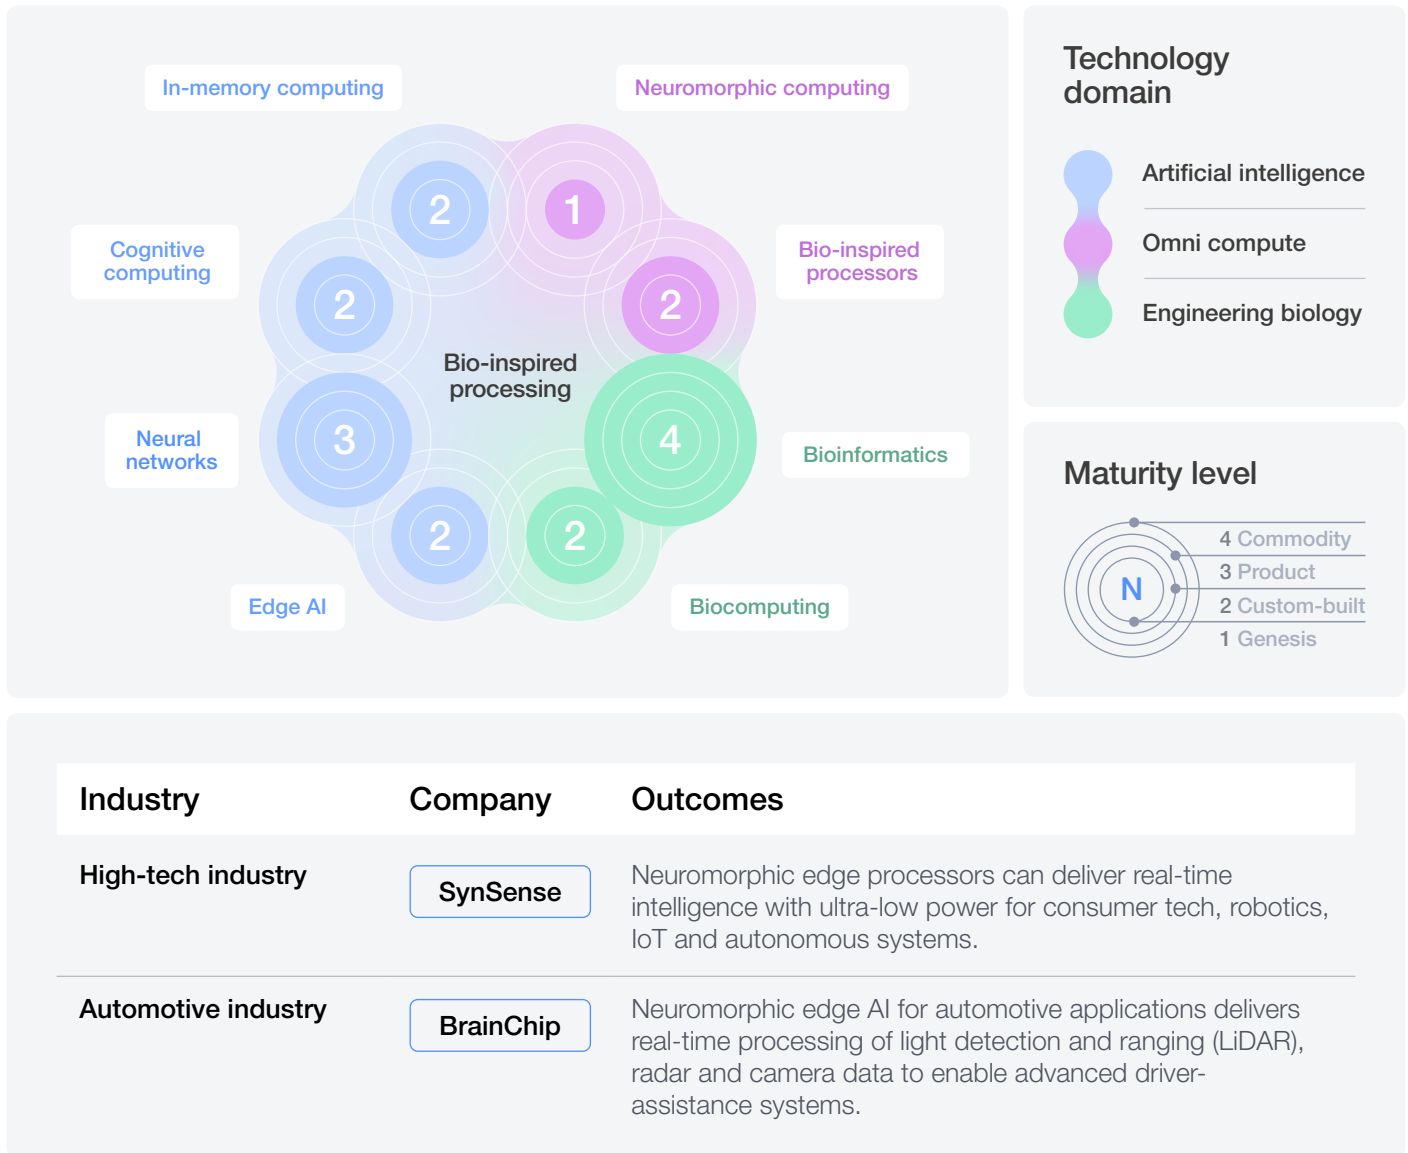 In-memory computing
Neuromorphic computing
2
1
Cognitive
computing
Bio-inspired
processors
2
2
Bio-inspired
processing
Neural
networks
3
4
Bioinformatics
2
2
Edge AI
Biocomputing
Technology
domain
Artificial intelligence
Omni compute
Engineering biology
Maturity level
N
4 Commodity
3 Product
2 Custom-built
1 Genesis
Industry
Company
Outcomes
High-tech industry
SynSense
Neuromorphic edge processors can deliver real-time
intelligence with ultra-low power for consumer tech, robotics,
IoT and autonomous systems.
Automotive industry
BrainChip
Neuromorphic edge AI for automotive applications delivers
real-time processing of light detection and ranging (LiDAR),
radar and camera data to enable advanced driver-
assistance systems.